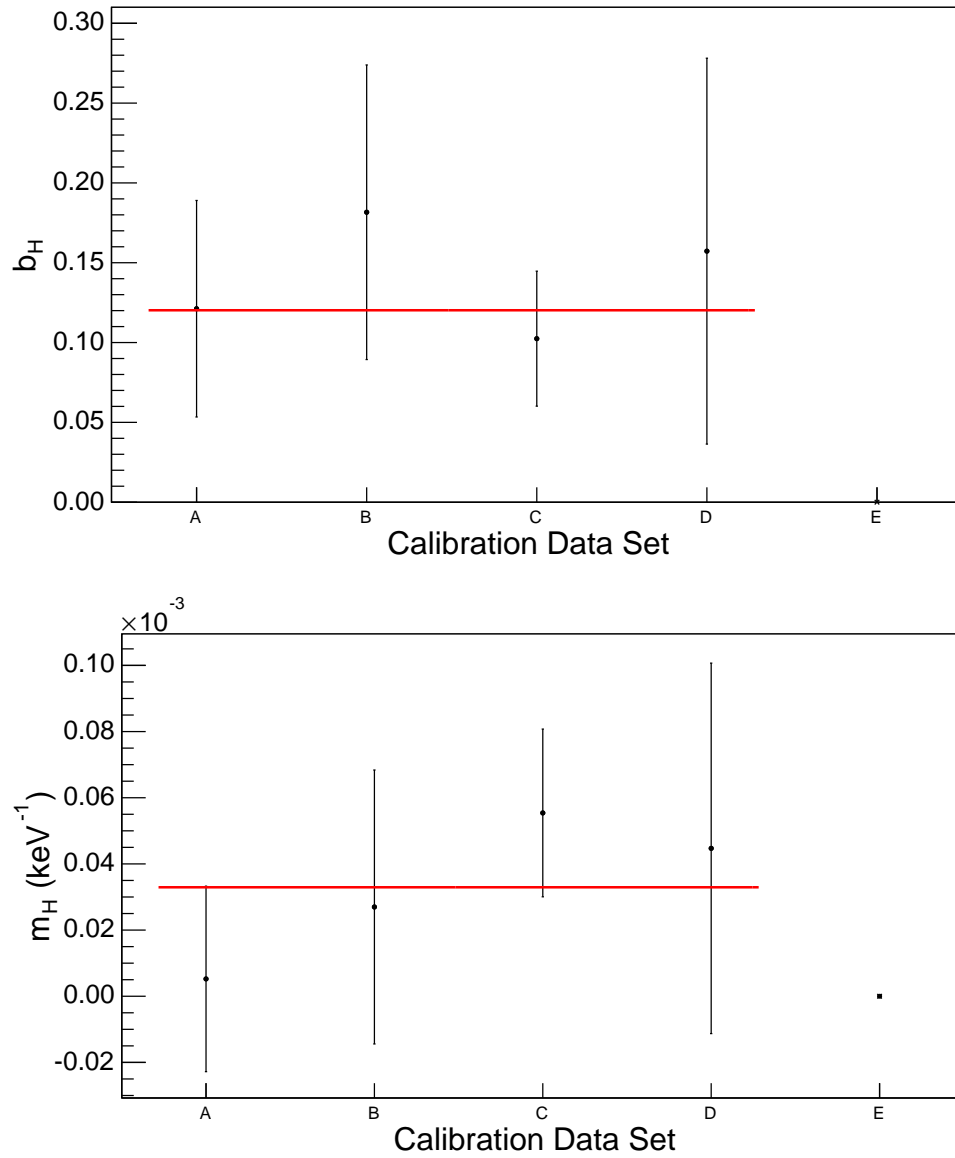 0.30
0.25
0.20
0.15
0.10
0.05
0.00
b_H
A B C D E
Calibration Data Set
×10^-3
0.10
0.08
0.06
0.04
0.02
0.00
-0.02
m_H (keV^-1)
A B C D E
Calibration Data Set